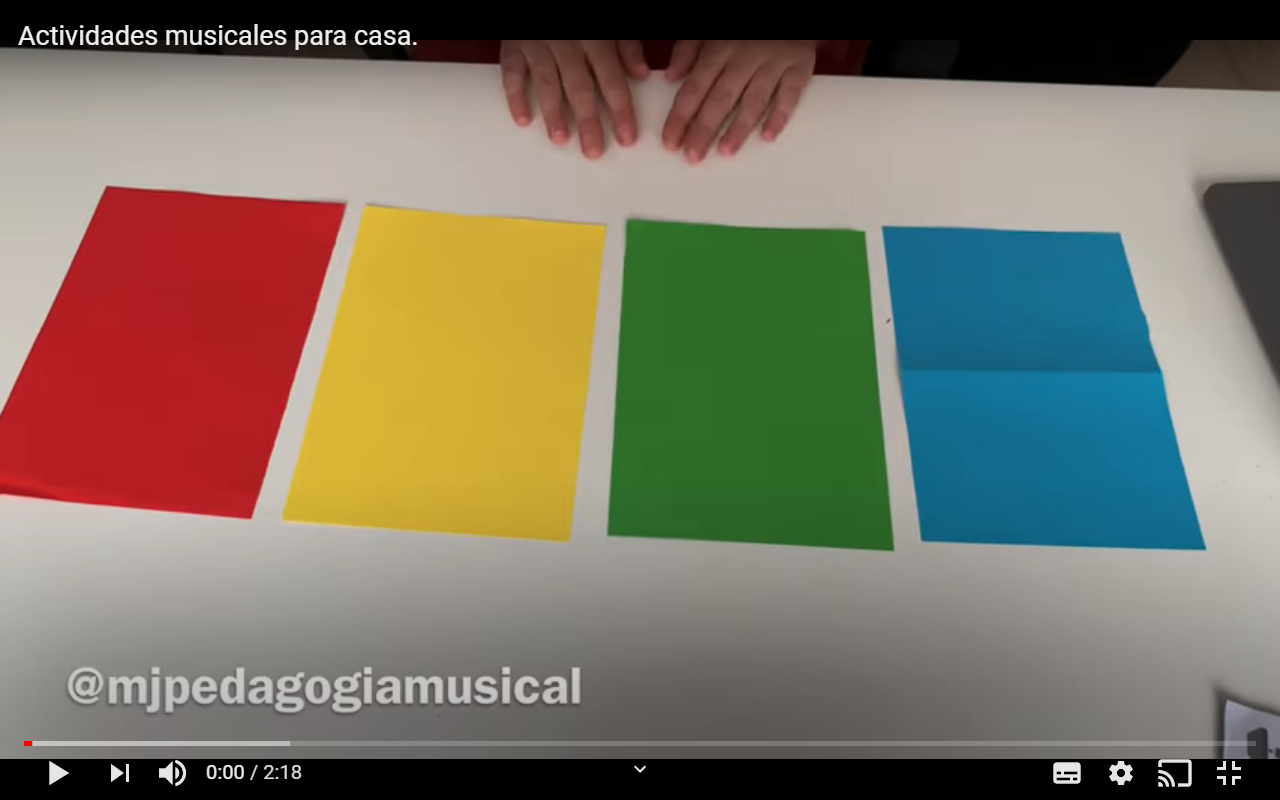 Actividades musicales para casa.
@mjpedagogiamusical
0:00 / 2:18